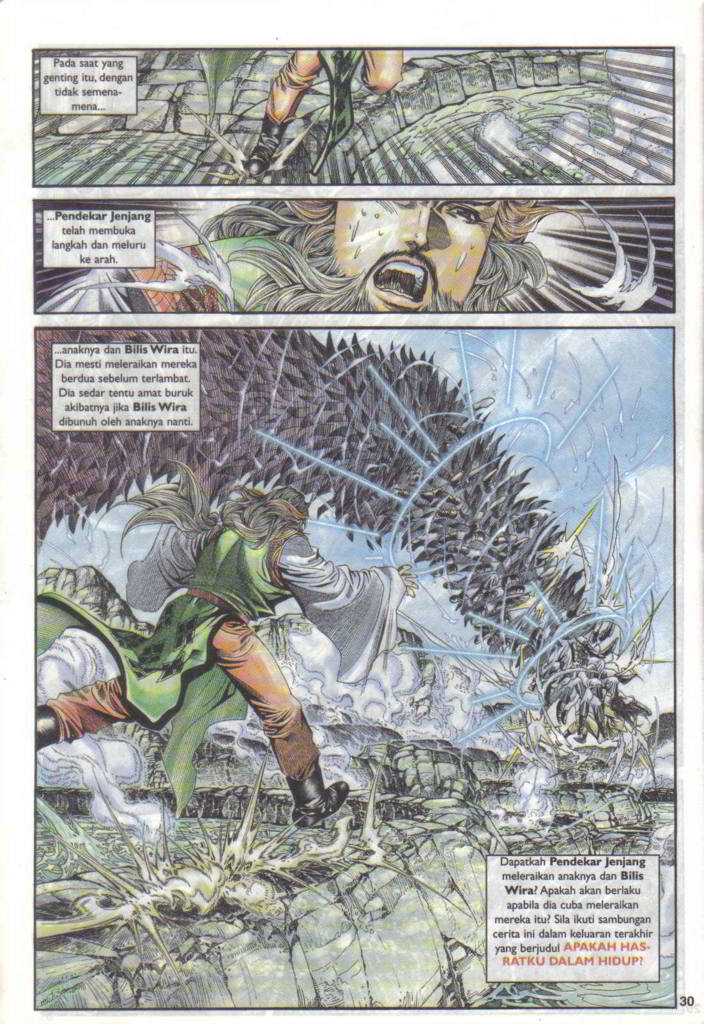 Pada saat yang
genting itu, dengan
tidak semena-
mena...
...Pendekar Jenjang
telah membuka
langkah dan meluru
ke arah.
...anaknya dan Bilis Wira itu.
Dia mesti meleraikan mereka
berdua sebelum terlambat.
Dia sedar tentu amat buruk
akibatnya jika Bilis Wira
dibunuh oleh anaknya nanti.
Dapatkah Pendekar Jenjang
meleraikan anaknya dan Bilis
Wira? Apakah akan berlaku
apabila dia cuba meleraikan
mereka itu? Sila ikuti sambungan
cerita ini dalam keluaran terakhir
yang berjudul APAKAH HAS-
RATKU DALAM HIDUP?
30